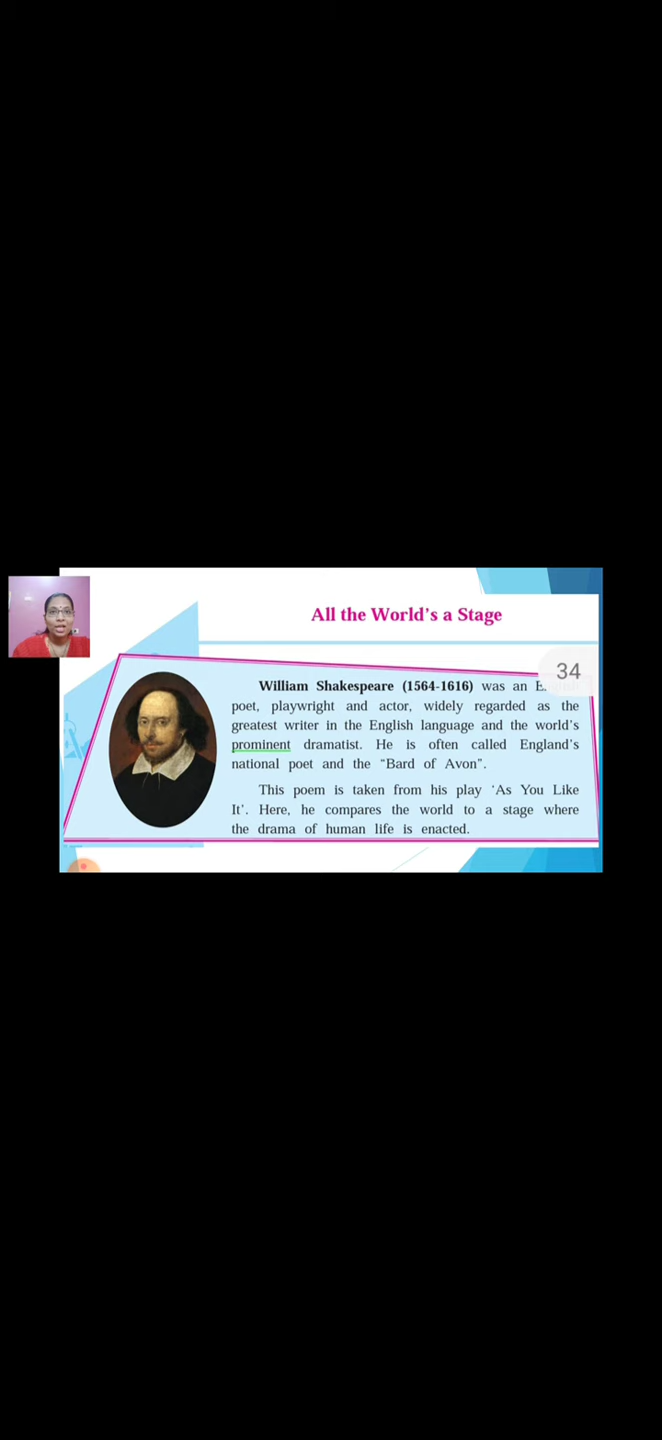 All the World's a Stage
34
William Shakespeare (1564-1616) was an
poet, playwright and actor, widely regarded as the
greatest writer in the English language and the world's
prominent dramatist. He is often called England's
national poet and the "Bard of Avon".
This poem is taken from his play 'As You Like
It'. Here, he compares the world to a stage where
the drama of human life is enacted.